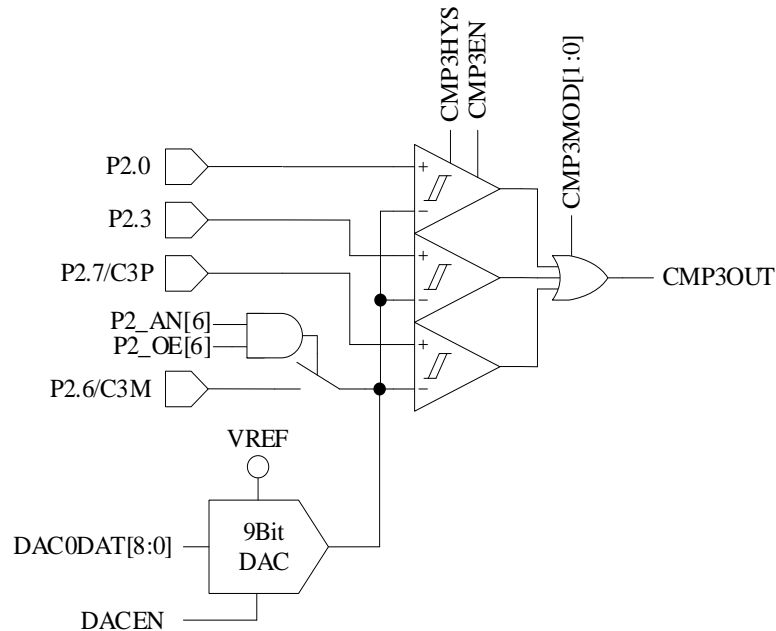 CMP3HYS
CMP3EN
CMP3MOD[1:0]
P2.0
+
−
P2.3
+
−
P2.7/C3P
CMP3OUT
P2_AN[6]
P2_OE[6]
+
−
P2.6/C3M
VREF
DAC0DAT[8:0]
9Bit
DAC
DACEN